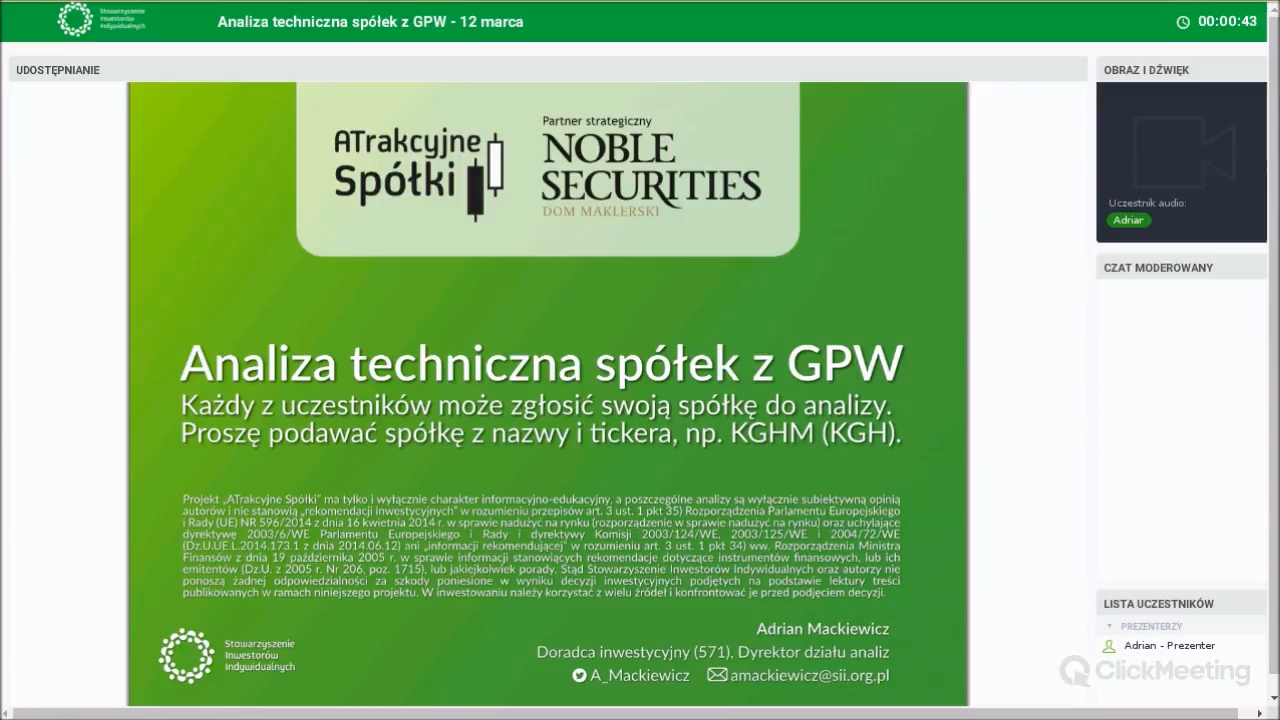 Stowarzyszenie
Inwestorów
Indywidualnych
Analiza techniczna spółek z GPW - 12 marca
00:00:43
UDOSTĘPNIANIE
OBRAZ I DŹWIĘK
ATrakcyjne
Spółki
Partner strategiczny
NOBLE
SECURITIES
DOM MAKLERSKI
Uczestnik audio:
Adrian
CZAT MODEROWANY
Analiza techniczna spółek z GPW
Każdy z uczestników może zgłosić swoją spółkę do analizy.
Proszę podawać spółkę z nazwy i tickera, np. KGHM (KGH).
Projekt „ATrakcyjne Spółki” ma tylko i wyłącznie charakter informacyjno-edukacyjny, a poszczególne analizy są wyłącznie subiektywną opinią
autorów i nie stanowią „rekomendacji inwestycyjnych” w rozumieniu przepisów art. 3 ust. 1 pkt 35) Rozporządzenia Parlamentu Europejskiego
i Rady (UE) NR 596/2014 z dnia 16 kwietnia 2014 r. w sprawie nadużyć na rynku (rozporządzenie w sprawie nadużyć na rynku) oraz uchylające
dyrektywę 2003/6/WE Parlamentu Europejskiego i Rady i dyrektywy Komisji 2003/124/WE, 2003/125/WE i 2004/72/WE
(Dz.U.UE.L.2014.173.1 z dnia 2014.06.12) ani „informacji rekomendującej” w rozumieniu art. 3 ust. 1 pkt 34) ww. Rozporządzenia Ministra
Finansów z dnia 19 października 2005 r. w sprawie informacji stanowiących rekomendacje dotyczące instrumentów finansowych, lub ich
emitentów (Dz.U. z 2005 r. Nr 206, poz. 1715), lub jakiejkolwiek porady. Stąd Stowarzyszenie Inwestorów Indywidualnych oraz autorzy nie
ponoszą żadnej odpowiedzialności za szkody poniesione w wyniku decyzji inwestycyjnych podjętych na podstawie lektury treści
publikowanych w ramach niniejszego projektu. W inwestowaniu należy korzystać z wielu źródeł i konfrontować je przed podjęciem decyzji.
Stowarzyszenie
Inwestorów
Indywidualnych
Adrian Mackiewicz
Doradca inwestycyjny (571), Dyrektor działu analiz
A_Mackiewicz amackiewicz@sii.org.pl
LISTA UCZESTNIKÓW
PREZENTERZY
Adrian - Prezenter
ClickMeeting